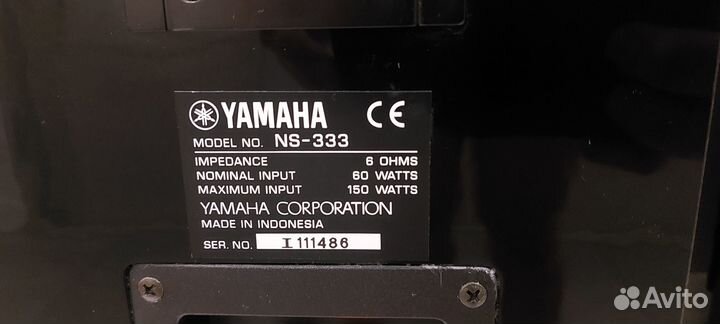 YAMAHA CE
MODEL NO. NS-333
IMPEDANCE 6 OHMS
NOMINAL INPUT 60 WATTS
MAXIMUM INPUT 150 WATTS
YAMAHA CORPORATION
MADE IN INDONESIA
SER. NO. I 111486
Avito